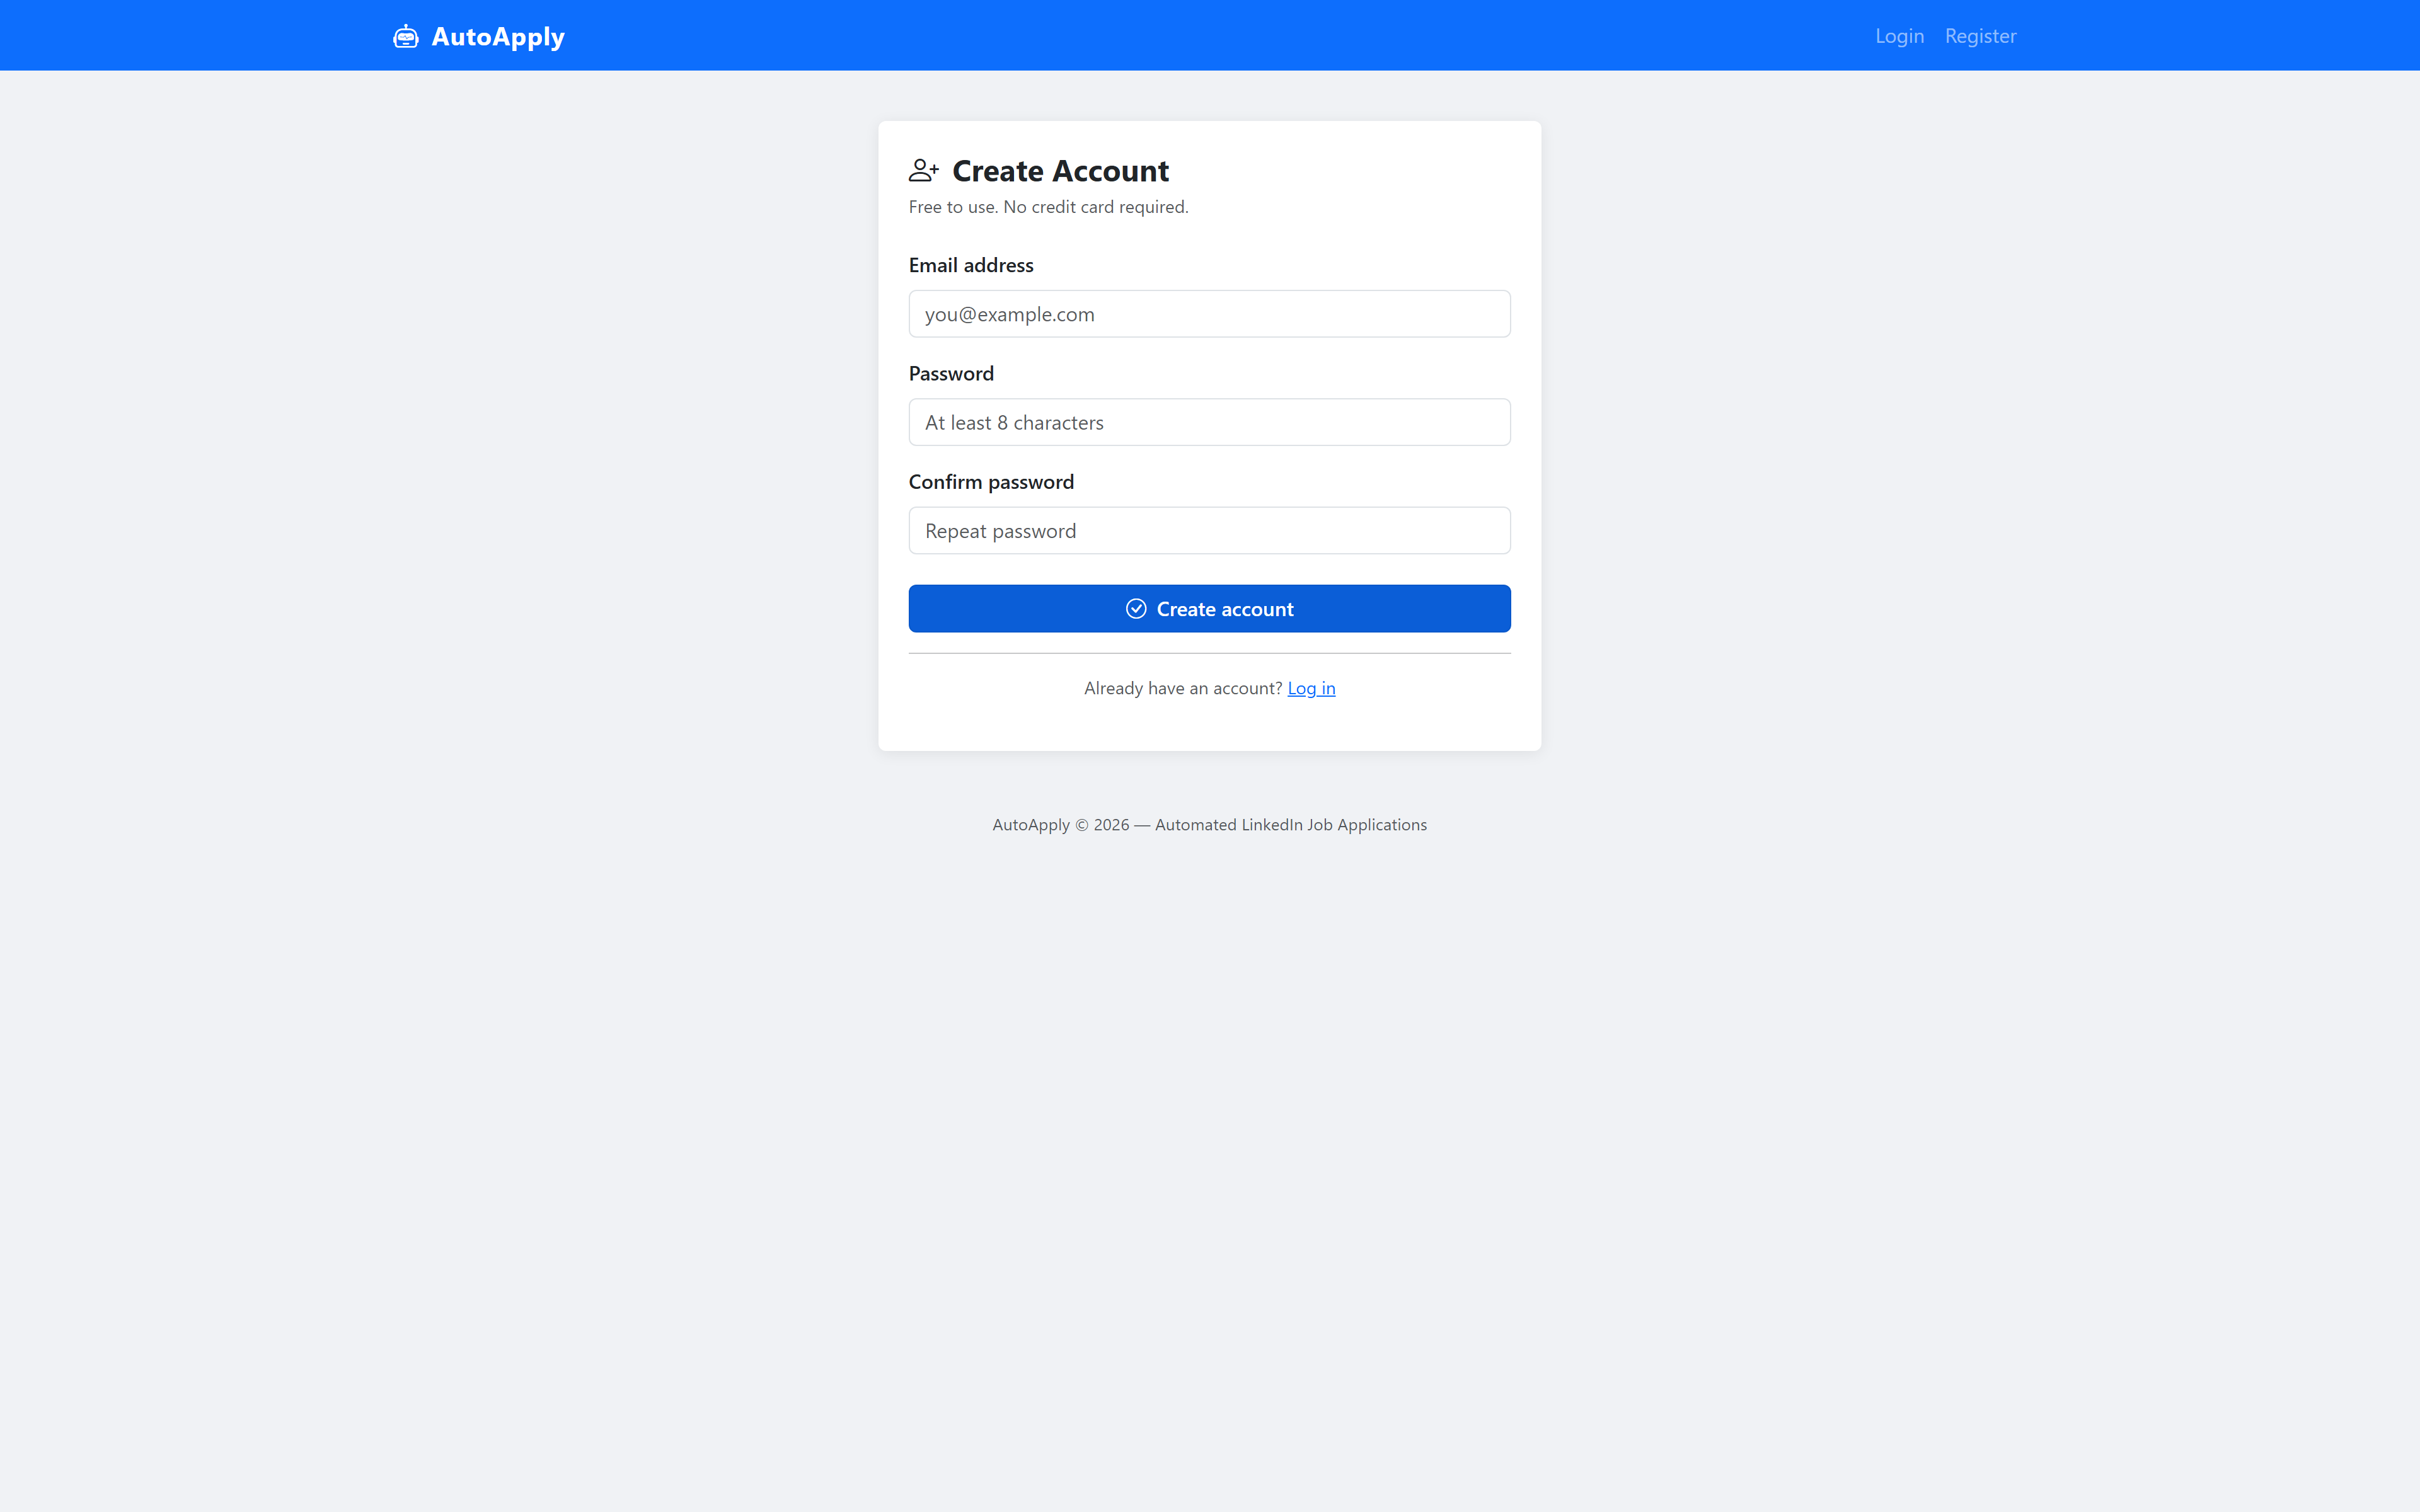 AutoApply
Login Register
Create Account
Free to use. No credit card required.
Email address
you@example.com
Password
At least 8 characters
Confirm password
Repeat password
Create account
Already have an account? Log in
AutoApply © 2026 — Automated LinkedIn Job Applications